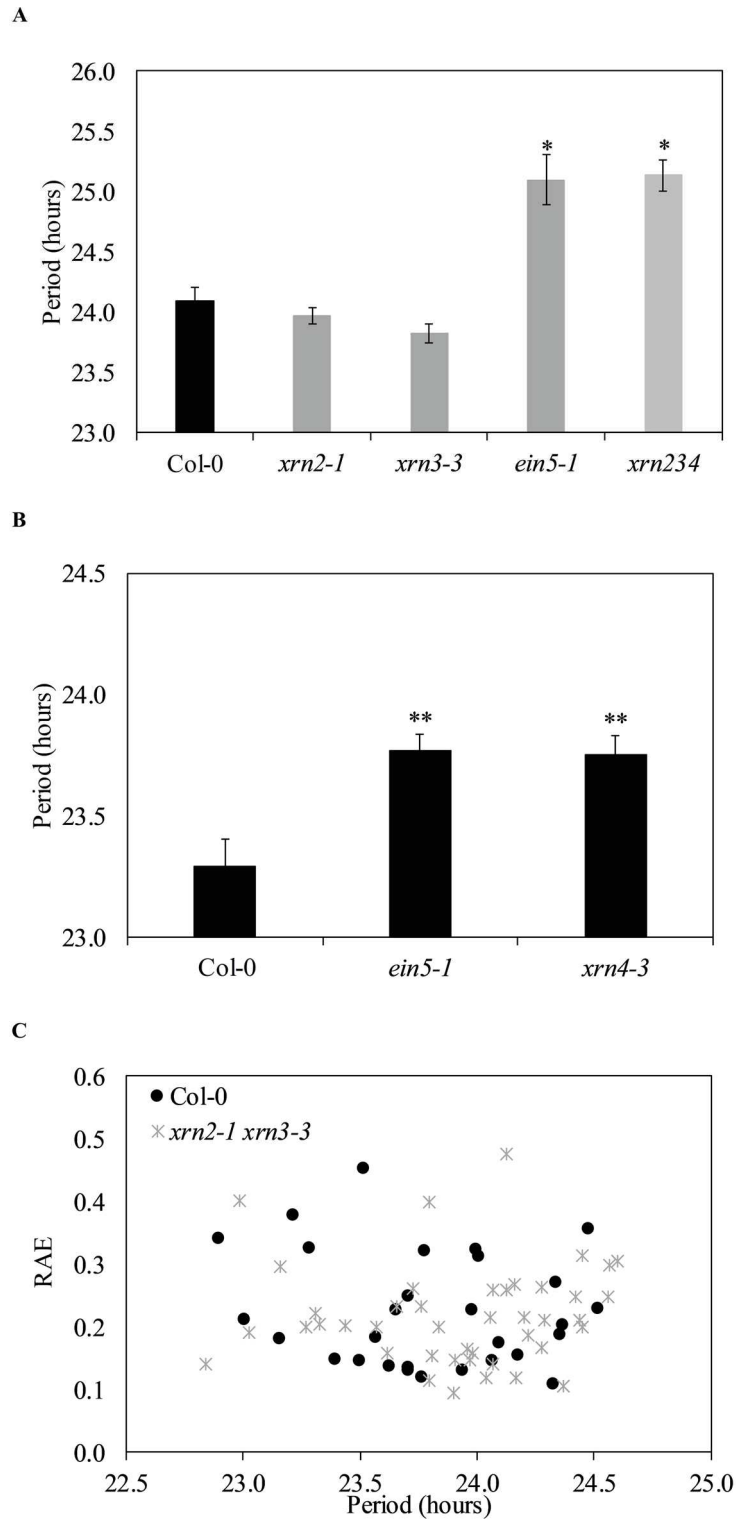 A
26.0
25.5
25.0
24.5
24.0
23.5
23.0
Period (hours)
* *
Col-0 xrn2-1 xrn3-3 ein5-1 xrn234
B
24.5
24.0
23.5
23.0
Period (hours)
** **
Col-0 ein5-1 xrn4-3
C
0.6
0.5
0.4
0.3
0.2
0.1
0.0
RAE
Col-0
xrn2-1 xrn3-3
22.5 23.0 23.5 24.0 24.5 25.0
Period (hours)